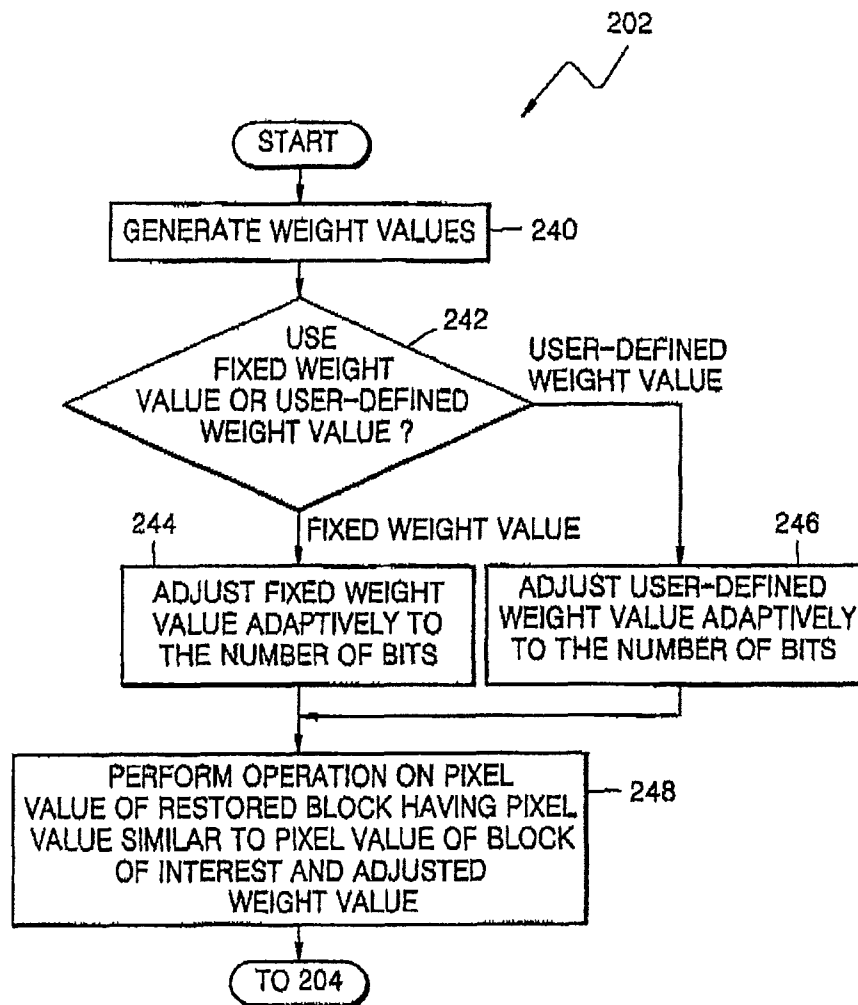 202
START
GENERATE WEIGHT VALUES
240
242
USE
FIXED WEIGHT
VALUE OR USER-DEFINED
WEIGHT VALUE ?
USER-DEFINED
WEIGHT VALUE
244
FIXED WEIGHT VALUE
246
ADJUST FIXED WEIGHT
VALUE ADAPTIVELY TO
THE NUMBER OF BITS
ADJUST USER-DEFINED
WEIGHT VALUE ADAPTIVELY
TO THE NUMBER OF BITS
PERFORM OPERATION ON PIXEL
VALUE OF RESTORED BLOCK HAVING PIXEL
VALUE SIMILAR TO PIXEL VALUE OF BLOCK
OF INTEREST AND ADJUSTED
WEIGHT VALUE
248
TO 204